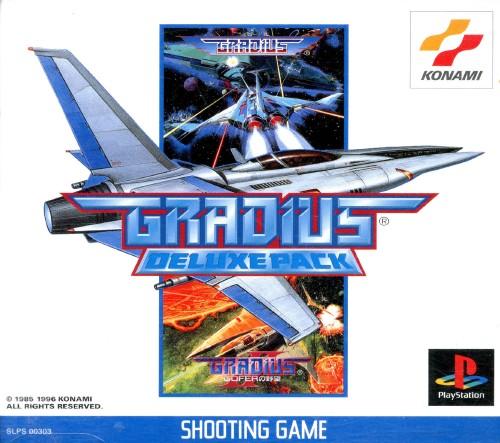 GRADIUS
KONAMI
GRADIUS®
DELUXE PACK
GRADIUS II
GOFERの野望
© 1985 1996 KONAMI
ALL RIGHTS RESERVED.
PlayStation
SLPS 00303
SHOOTING GAME